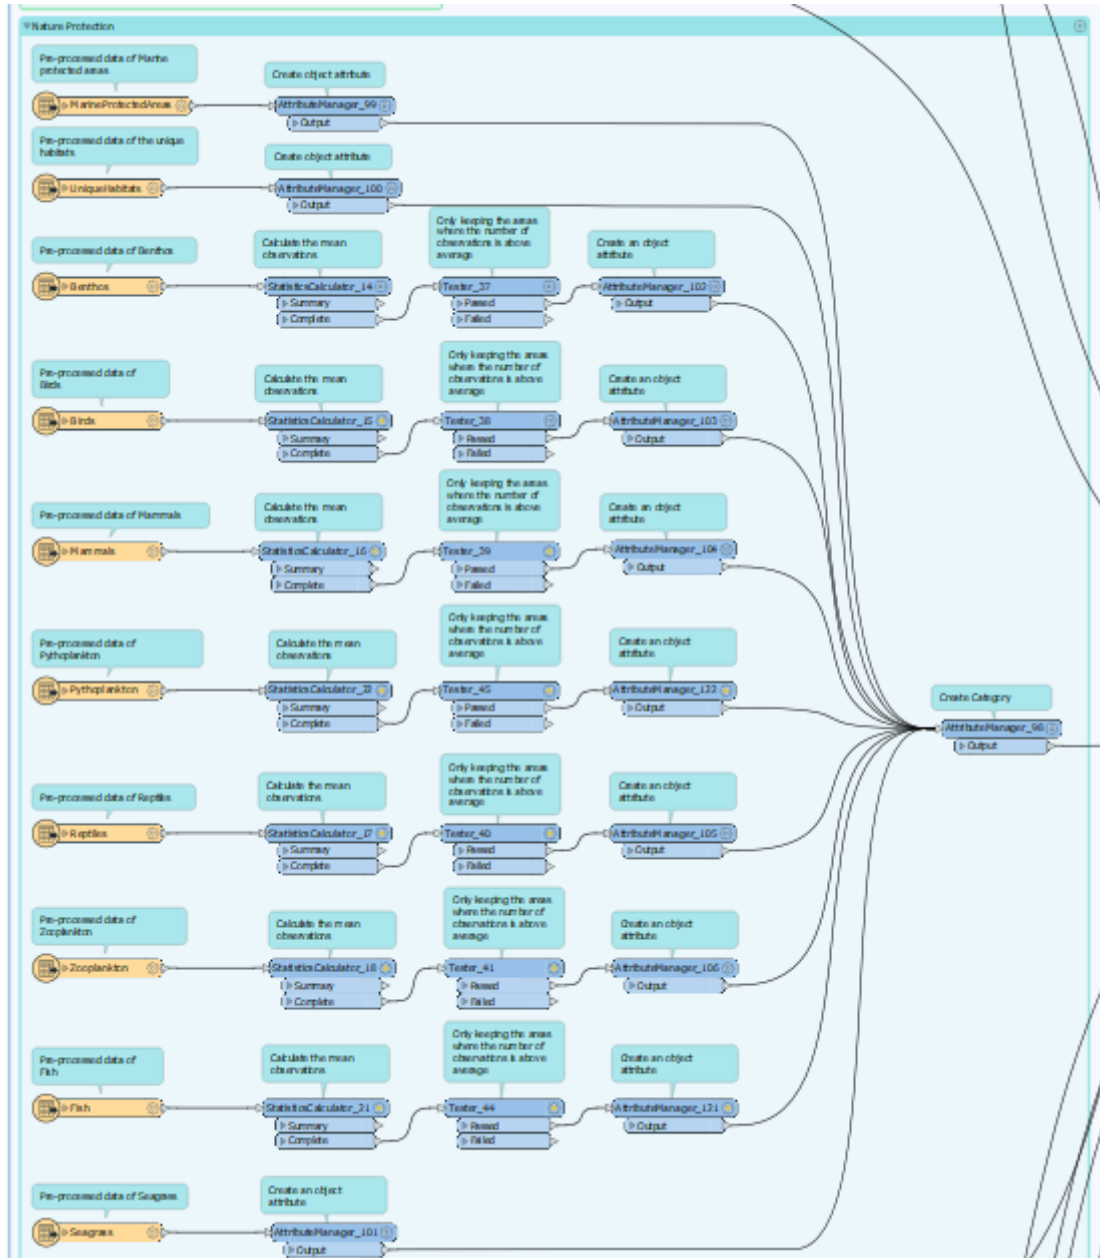 Nature Protection
Pre-processed data of Marine
protected areas
Create object attribute
MarineProtectedAreas
AttributeManager_99
Output
Pre-processed data of the unique
habitats
Create object attribute
UniqueHabitats
AttributeManager_100
Output
Pre-processed data of Benthos
Calculate the mean
observations
Only keeping the areas
where the number of
observations is above
average
Create an object
attribute
Benthos
StatisticsCalculator_14
Summary
Complete
Tester_37
Passed
Failed
AttributeManager_102
Output
Pre-processed data of
Birds
Calculate the mean
observations
Only keeping the areas
where the number of
observations is above
average
Create an object
attribute
Birds
StatisticsCalculator_15
Summary
Complete
Tester_38
Passed
Failed
AttributeManager_103
Output
Pre-processed data of Mammals
Calculate the mean
observations
Only keeping the areas
where the number of
observations is above
average
Create an object
attribute
Mammals
StatisticsCalculator_16
Summary
Complete
Tester_39
Passed
Failed
AttributeManager_104
Output
Pre-processed data of
Pythoplankton
Calculate the mean
observations
Only keeping the areas
where the number of
observations is above
average
Create an object
attribute
Pythoplankton
StatisticsCalculator_22
Summary
Complete
Tester_45
Passed
Failed
AttributeManager_122
Output
Create Category
AttributeManager_98
Output
Pre-processed data of Reptiles
Calculate the mean
observations
Only keeping the areas
where the number of
observations is above
average
Create an object
attribute
Reptiles
StatisticsCalculator_17
Summary
Complete
Tester_40
Passed
Failed
AttributeManager_105
Output
Pre-processed data of
Zooplankton
Calculate the mean
observations
Only keeping the areas
where the number of
observations is above
average
Create an object
attribute
Zooplankton
StatisticsCalculator_18
Summary
Complete
Tester_41
Passed
Failed
AttributeManager_106
Output
Pre-processed data of
Fish
Calculate the mean
observations
Only keeping the areas
where the number of
observations is above
average
Create an object
attribute
Fish
StatisticsCalculator_21
Summary
Complete
Tester_44
Passed
Failed
AttributeManager_121
Output
Pre-processed data of Seagrass
Create an object
attribute
Seagrass
AttributeManager_101
Output